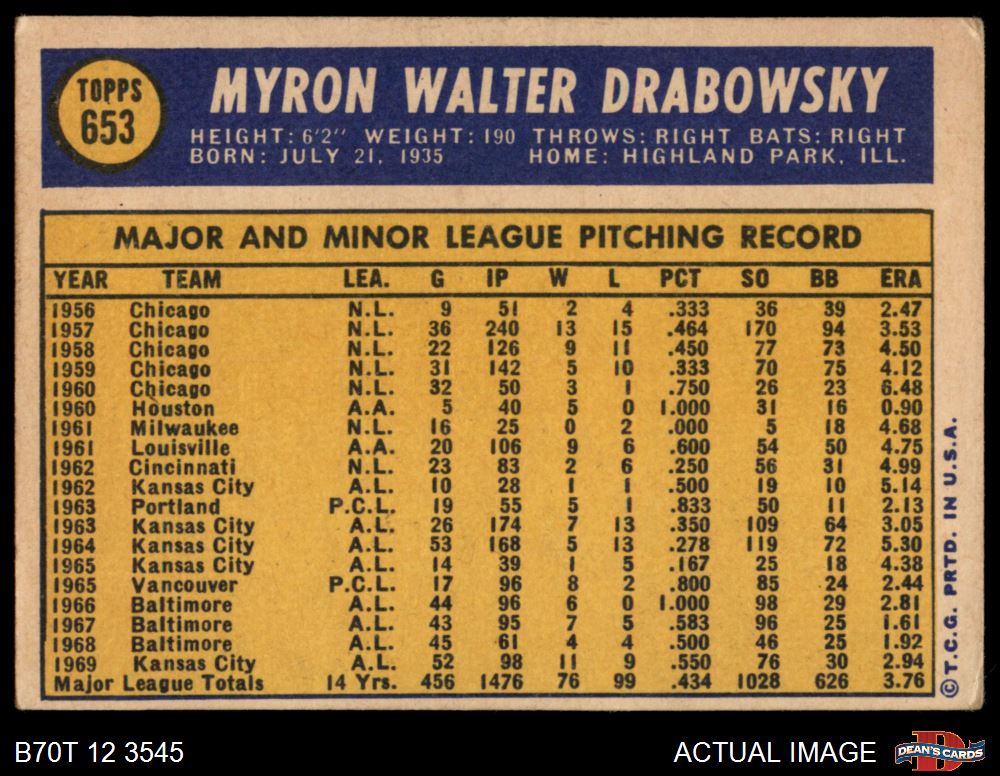 TOPPS
653
MYRON WALTER DRABOWSKY
HEIGHT: 6'2" WEIGHT: 190 THROWS: RIGHT BATS: RIGHT
BORN: JULY 21, 1935 HOME: HIGHLAND PARK, ILL.
MAJOR AND MINOR LEAGUE PITCHING RECORD
YEAR TEAM LEA. G IP W L PCT SO BB ERA
1956 Chicago N.L. 9 51 2 4 .333 36 39 2.47
1957 Chicago N.L. 36 240 13 15 .464 170 94 3.53
1958 Chicago N.L. 22 126 9 11 .450 77 73 4.50
1959 Chicago N.L. 31 142 5 10 .333 70 75 4.12
1960 Chicago N.L. 32 50 3 1 .750 26 23 6.48
1960 Houston A.A. 5 40 5 0 1.000 31 16 0.90
1961 Milwaukee N.L. 16 25 0 2 .000 5 18 4.68
1961 Louisville A.A. 20 106 9 6 .600 54 50 4.75
1962 Cincinnati N.L. 23 83 2 6 .250 56 31 4.99
1962 Kansas City A.L. 10 28 1 1 .500 19 10 5.14
1963 Portland P.C.L. 19 55 5 1 .833 50 11 2.13
1963 Kansas City A.L. 26 174 7 13 .350 109 64 3.05
1964 Kansas City A.L. 53 168 5 13 .278 119 72 5.30
1965 Kansas City A.L. 14 39 1 5 .167 25 18 4.38
1965 Vancouver P.C.L. 17 96 8 2 .800 85 24 2.44
1966 Baltimore A.L. 44 96 6 0 1.000 98 29 2.81
1967 Baltimore A.L. 43 95 7 5 .583 96 25 1.61
1968 Baltimore A.L. 45 61 4 4 .500 46 25 1.92
1969 Kansas City A.L. 52 98 11 9 .550 76 30 2.94
Major League Totals 14 Yrs. 456 1476 76 99 .434 1028 626 3.76
©T.C.G. PRTD. IN U.S.A.
B70T 12 3545
ACTUAL IMAGE
DEAN'S CARDS